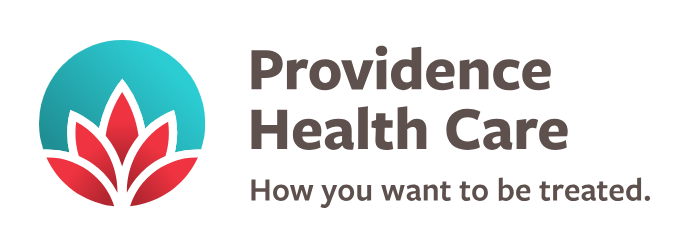 Providence
Health Care
How you want to be treated.